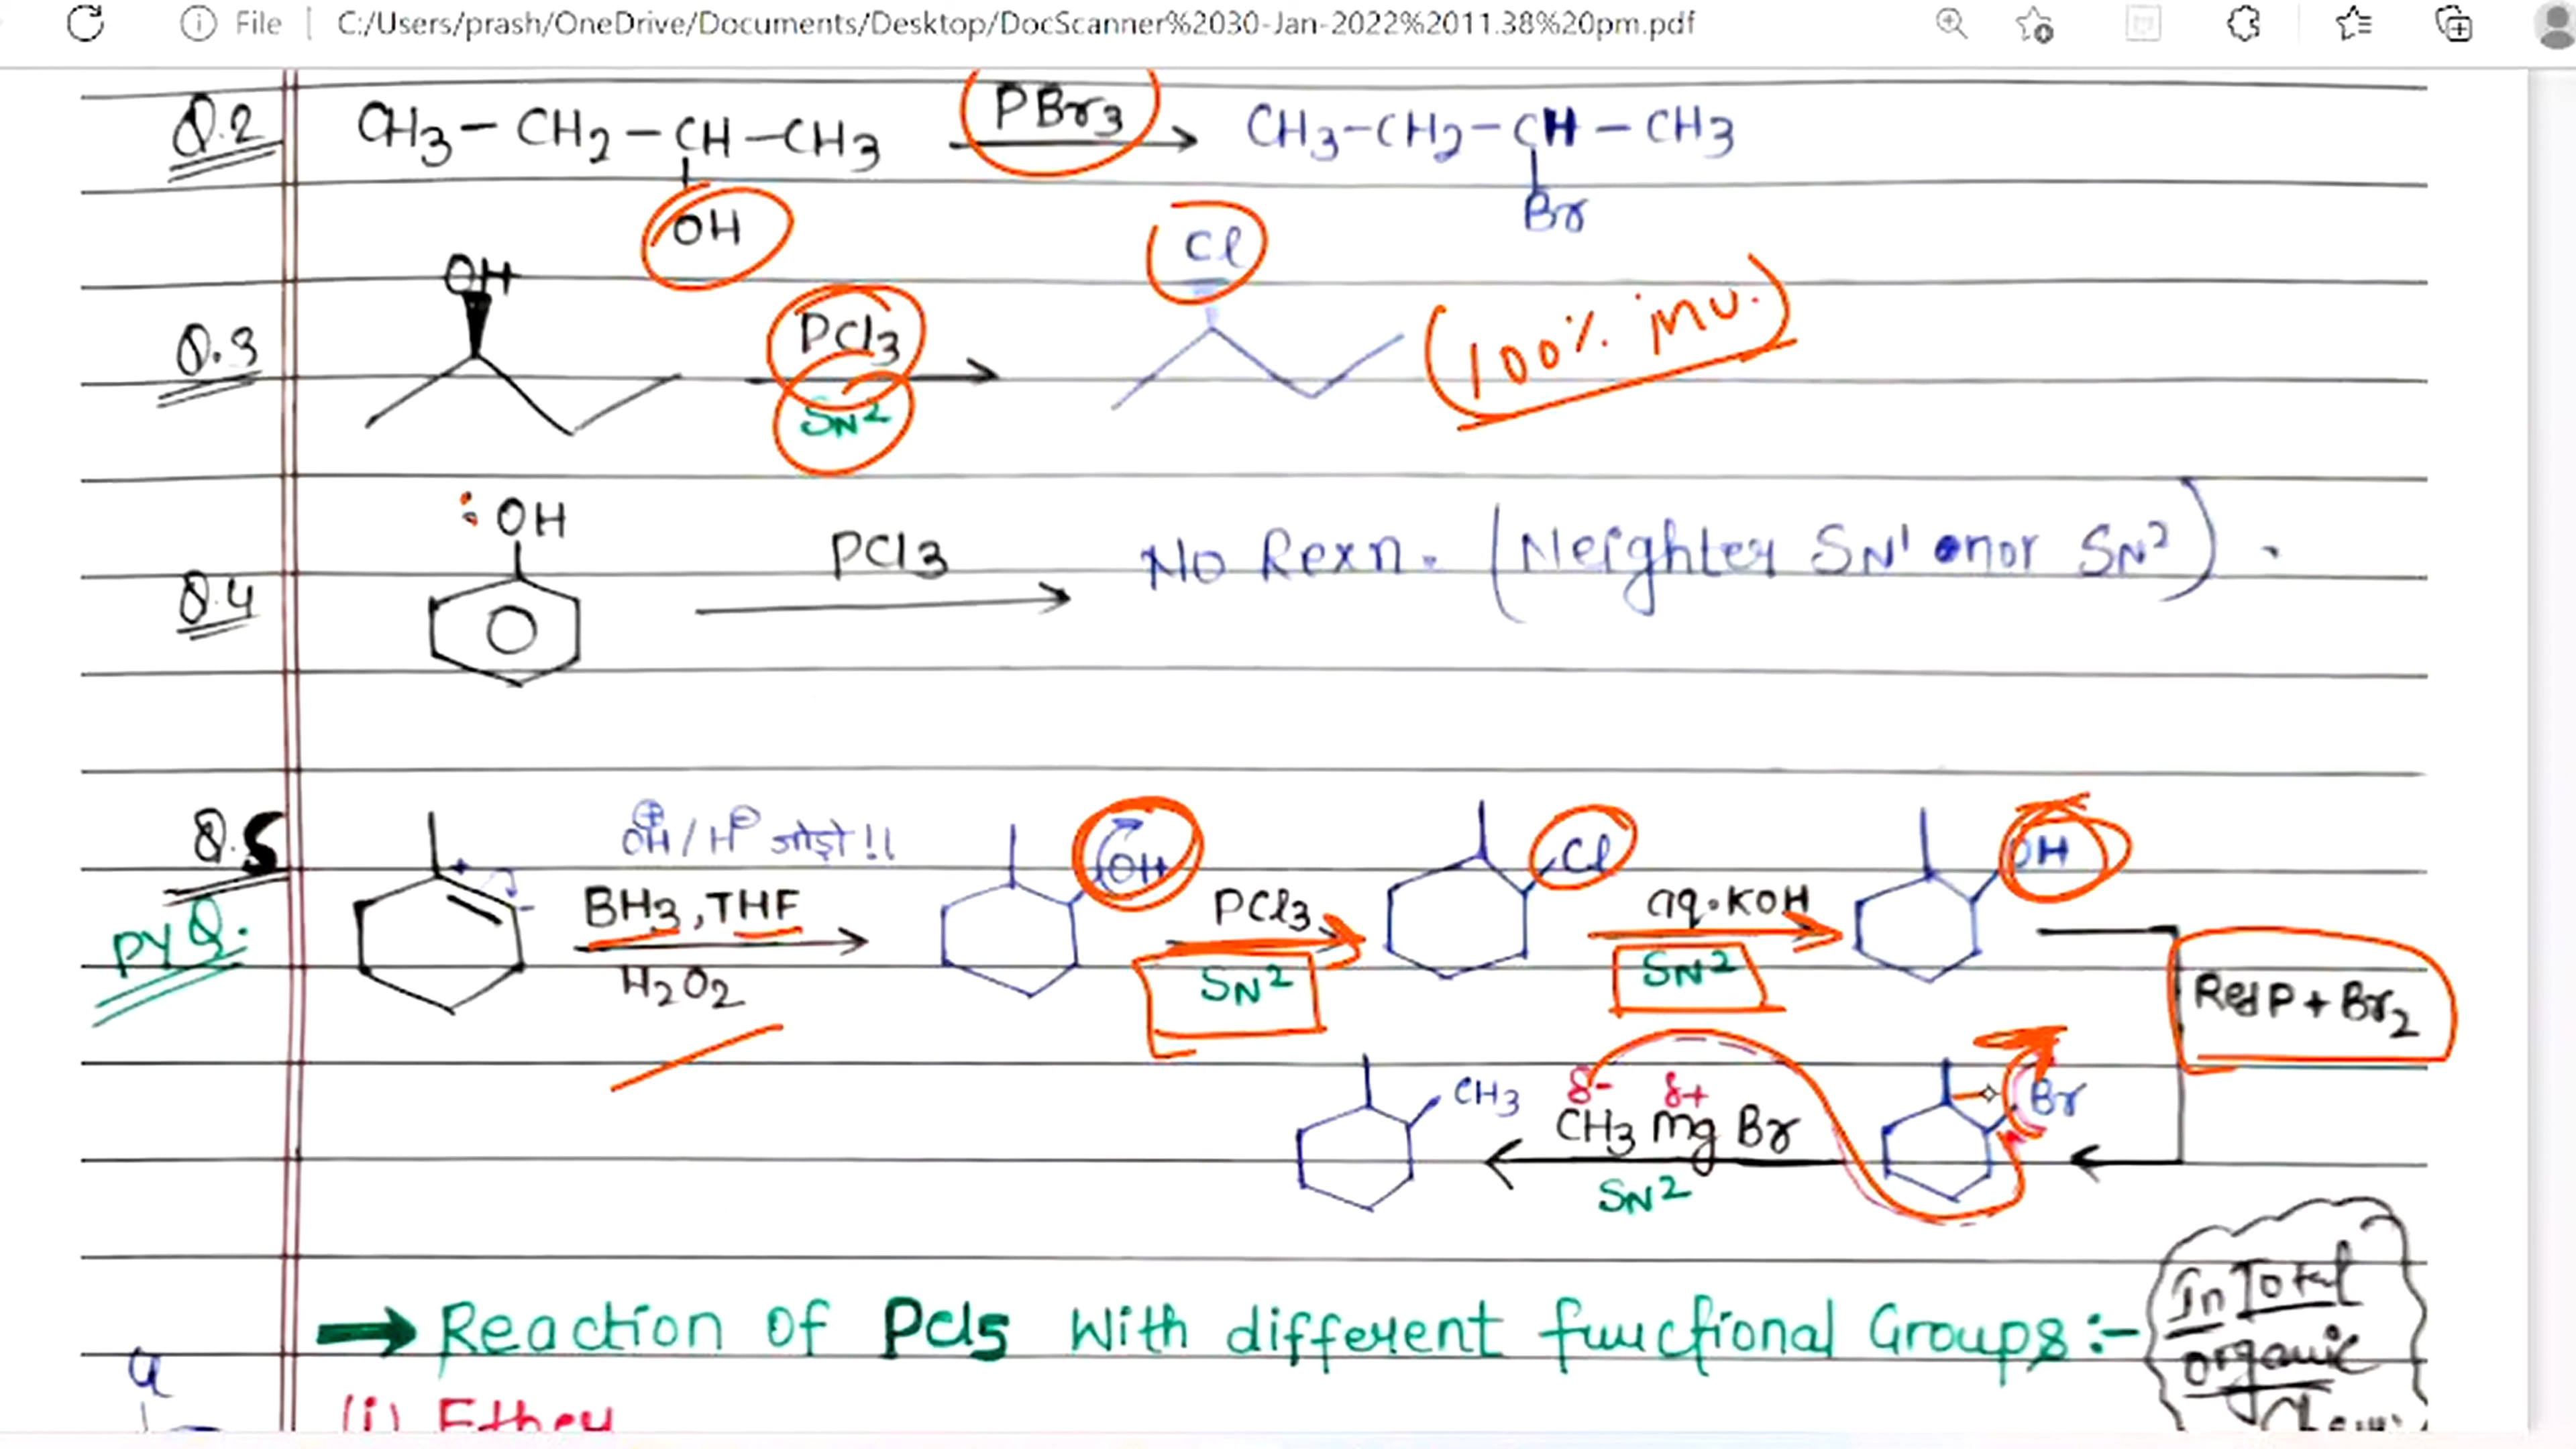 File | C:/Users/prash/OneDrive/Documents/Desktop/DocScanner%2030-Jan-2022%2011.38%20pm.pdf
Q.2 CH3-CH2-CH-CH3 PBr3 CH3-CH2-CH-CH3
OH Br
OH Cl
Q.3 PCl3 (100% inv.)
SN2
:OH
Q.4 PCl3 No Rexn. (Neighter SN1 nor SN2).
Q.5 ⊕OH/H⊖ जोड़ो!! OH Cl OH
PYQ. BH3,THF PCl3 aq.KOH
H2O2 SN2 SN2 Red P + Br2
CH3 δ- δ+ Br
CH3 Mg Br
SN2
→ Reaction of PCl5 With different functional Groups:-
In Total
organic
(i) Ether